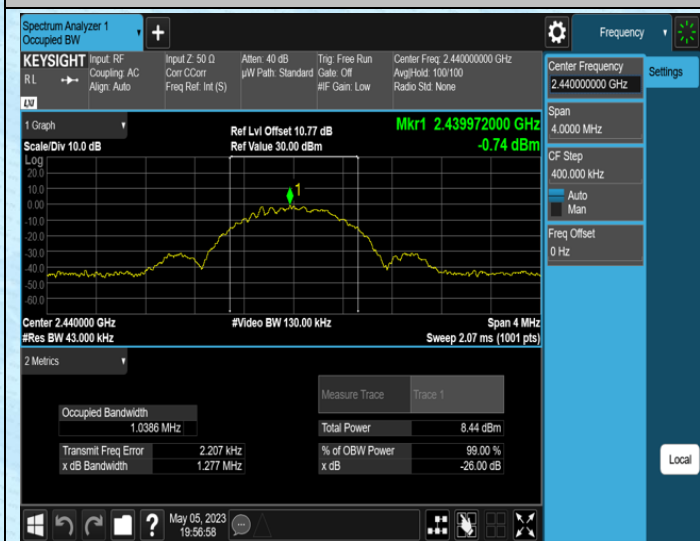 Spectrum Analyzer 1
Occupied BW
+
Frequency
KEYSIGHT
R L
LXI
Input: RF
Coupling: AC
Align: Auto
Input Z: 50 Ω
Corr CCorr
Freq Ref: Int (S)
Atten: 40 dB
µW Path: Standard
Trig: Free Run
Gate: Off
#IF Gain: Low
Center Freq: 2.440000000 GHz
Avg|Hold: 100/100
Radio Std: None
Center Frequency
2.440000000 GHz
Settings
Span
4.0000 MHz
CF Step
400.000 kHz
Auto
Man
Freq Offset
0 Hz
Local
1 Graph
Scale/Div 10.0 dB
Ref Lvl Offset 10.77 dB
Ref Value 30.00 dBm
Mkr1 2.439972000 GHz
-0.74 dBm
Log
20.0
10.0
0.00
-10.0
-20.0
-30.0
-40.0
-50.0
-60.0
1
Center 2.440000 GHz
#Res BW 43.000 kHz
#Video BW 130.00 kHz
Span 4 MHz
Sweep 2.07 ms (1001 pts)
2 Metrics
Measure Trace
Trace 1
Occupied Bandwidth
1.0386 MHz
Total Power
8.44 dBm
Transmit Freq Error
2.207 kHz
% of OBW Power
99.00 %
x dB Bandwidth
1.277 MHz
x dB
-26.00 dB
?
May 05, 2023
19:56:58